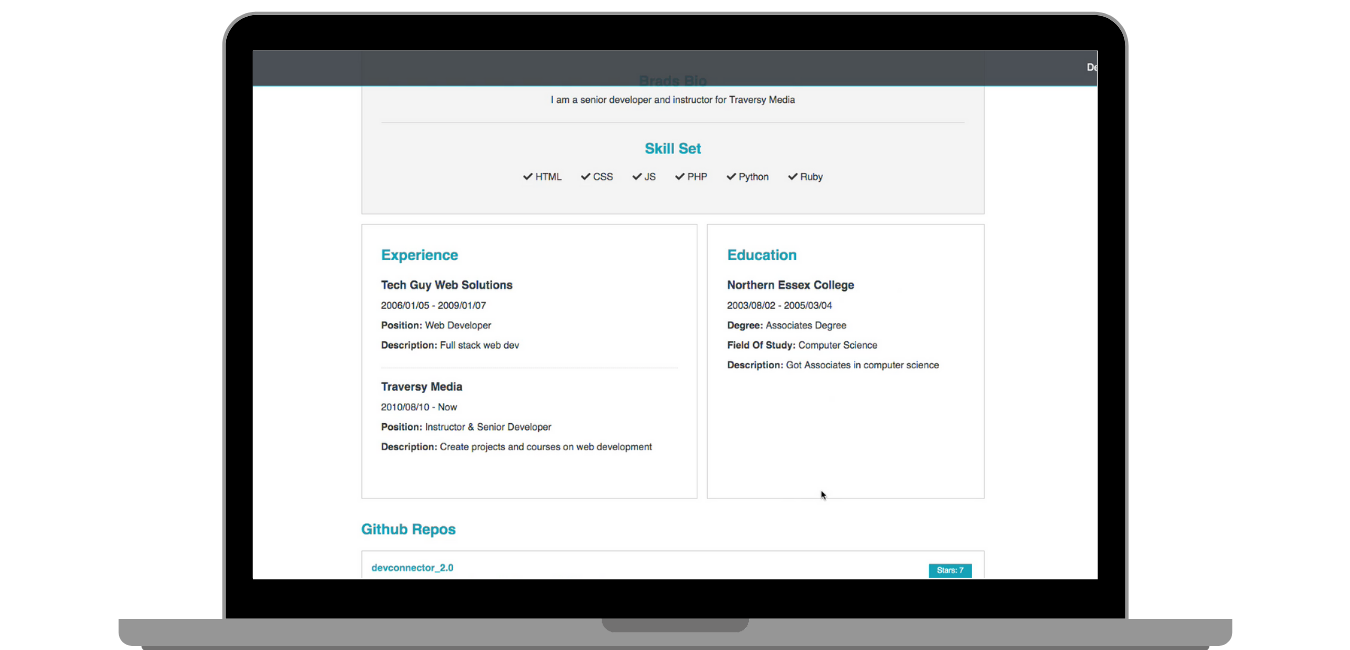 De
Brads Bio
I am a senior developer and instructor for Traversy Media
Skill Set
HTML CSS JS PHP Python Ruby
Experience
Tech Guy Web Solutions
2006/01/05 - 2009/01/07
Position: Web Developer
Description: Full stack web dev
Traversy Media
2010/08/10 - Now
Position: Instructor & Senior Developer
Description: Create projects and courses on web development
Education
Northern Essex College
2003/08/02 - 2005/03/04
Degree: Associates Degree
Field Of Study: Computer Science
Description: Got Associates in computer science
Github Repos
devconnector_2.0
Stars: 7